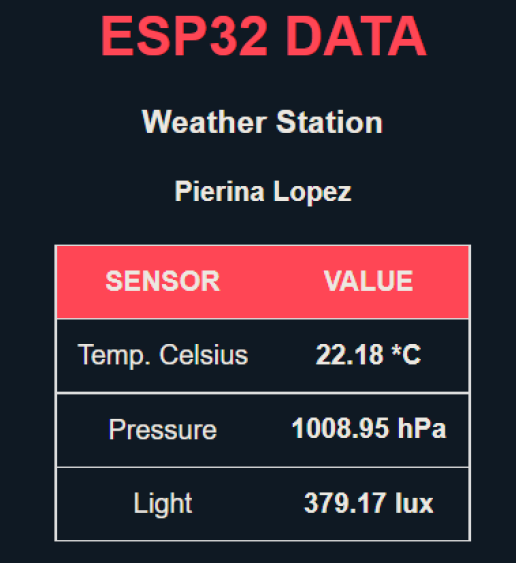 ESP32 DATA
Weather Station
Pierina Lopez
SENSOR VALUE
Temp. Celsius 22.18 *C
Pressure 1008.95 hPa
Light 379.17 lux